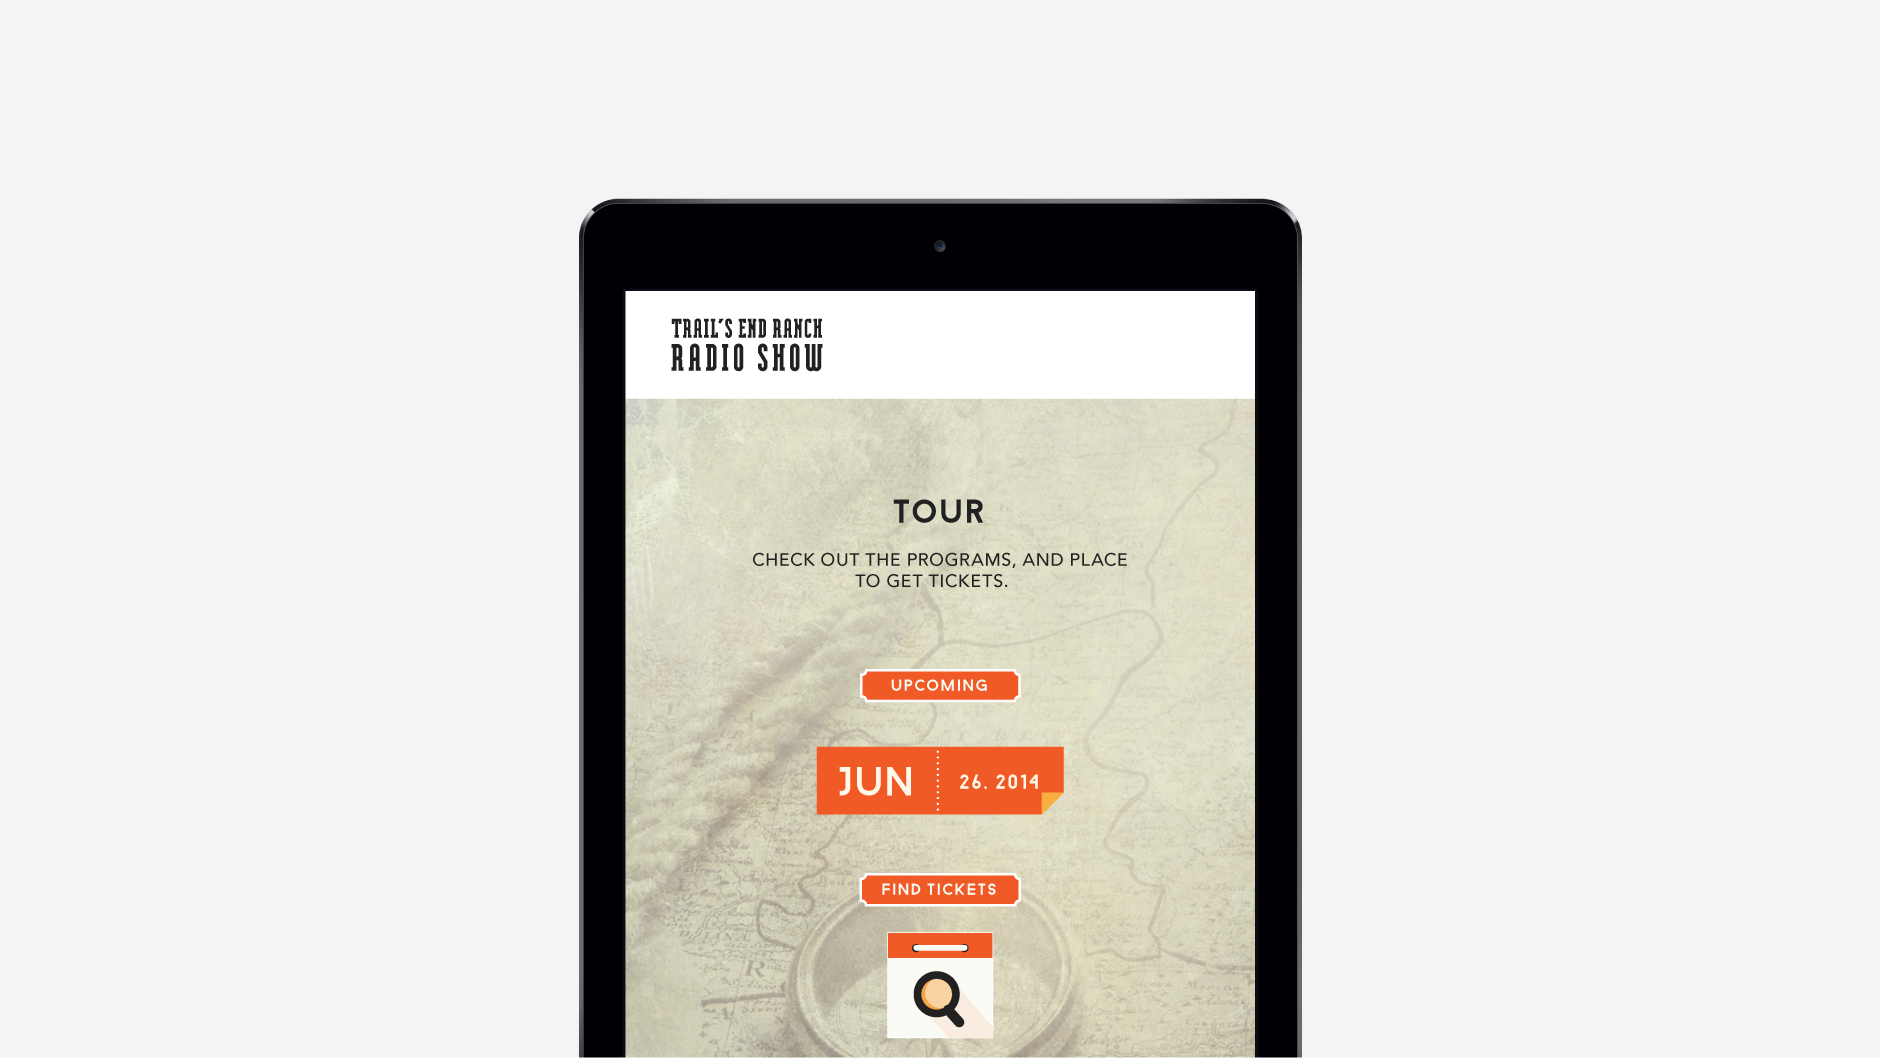 TRAIL'S END RANCH
RADIO SHOW
TOUR
CHECK OUT THE PROGRAMS, AND PLACE
TO GET TICKETS.
UPCOMING
JUN 26. 2014
FIND TICKETS